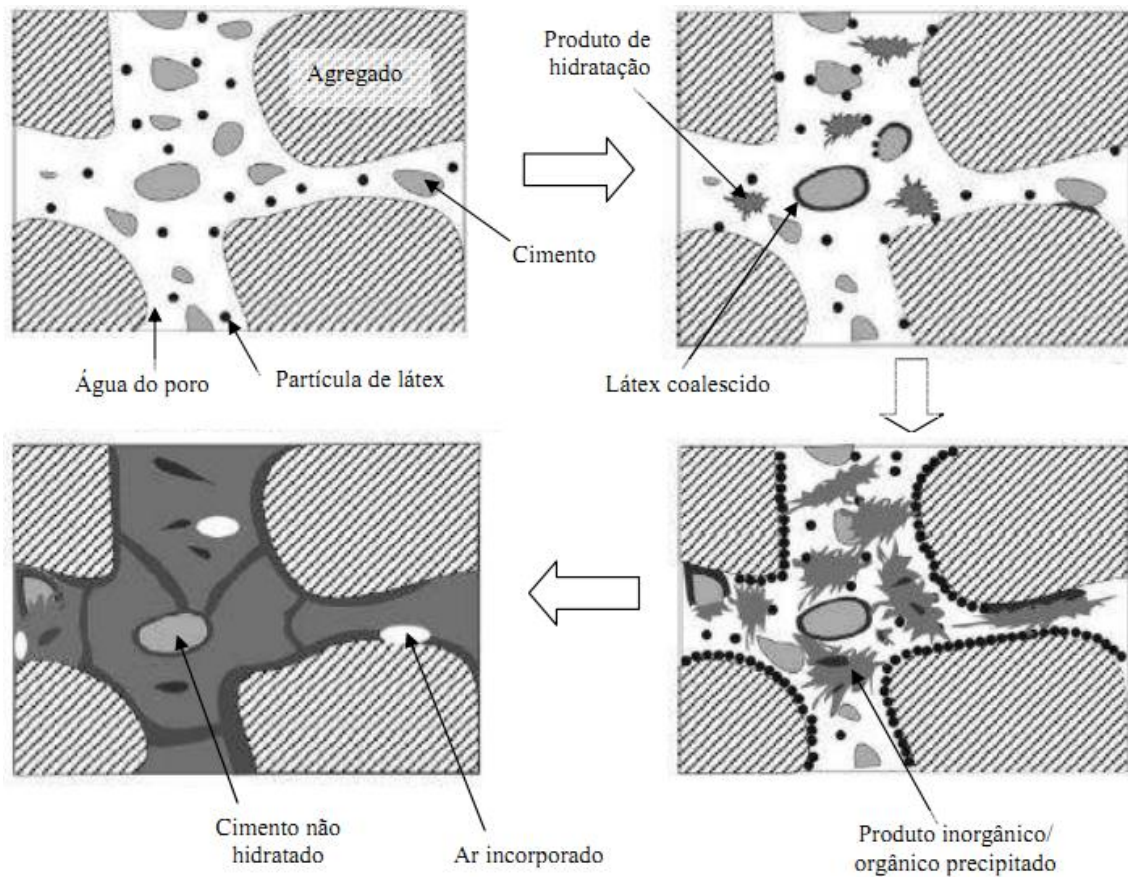 Agregado
Produto de
hidratação
Cimento
Água do poro
Partícula de látex
Látex coalescido
Cimento não
hidratado
Ar incorporado
Produto inorgânico/
orgânico precipitado